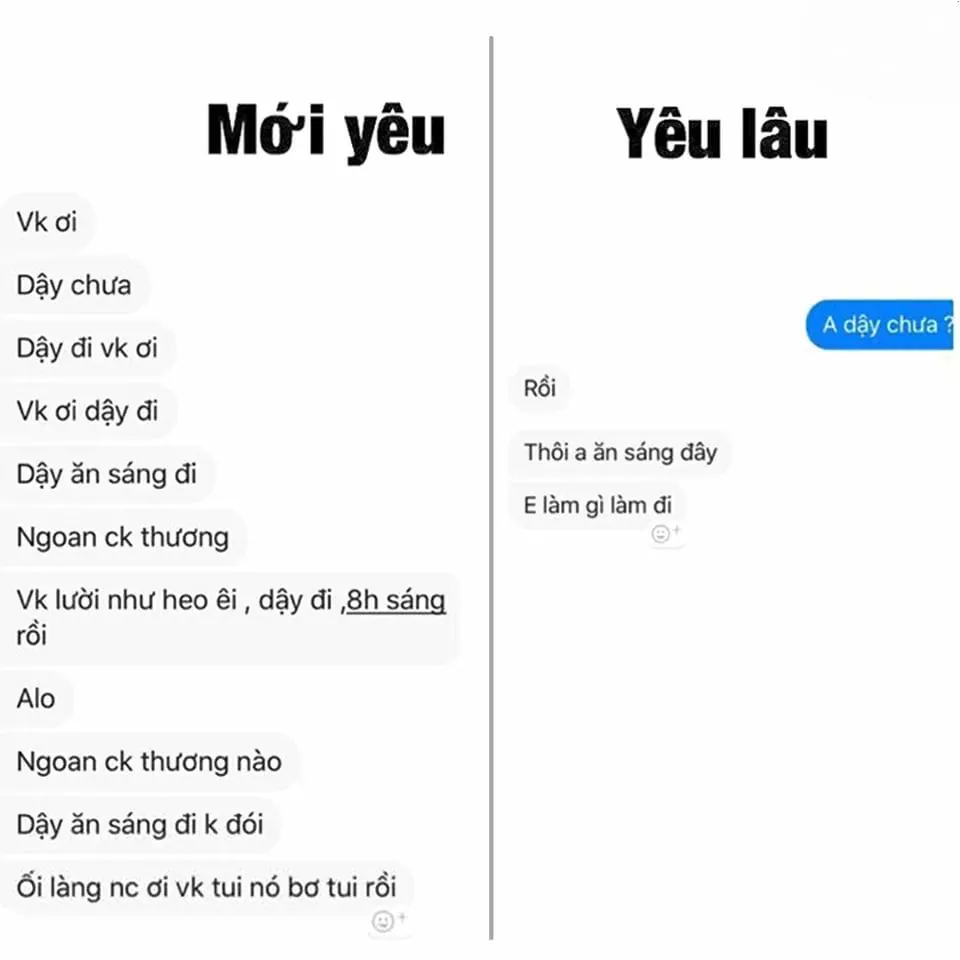 Mới yêu
Vk ơi
Dậy chưa
Dậy đi vk ơi
Vk ơi dậy đi
Dậy ăn sáng đi
Ngoan ck thương
Vk lười như heo êi , dậy đi ,8h sáng
rồi
Alo
Ngoan ck thương nào
Dậy ăn sáng đi k đói
Ối làng nc ơi vk tui nó bơ tui rồi
Yêu lâu
A dậy chưa ?
Rồi
Thôi a ăn sáng đây
E làm gì làm đi